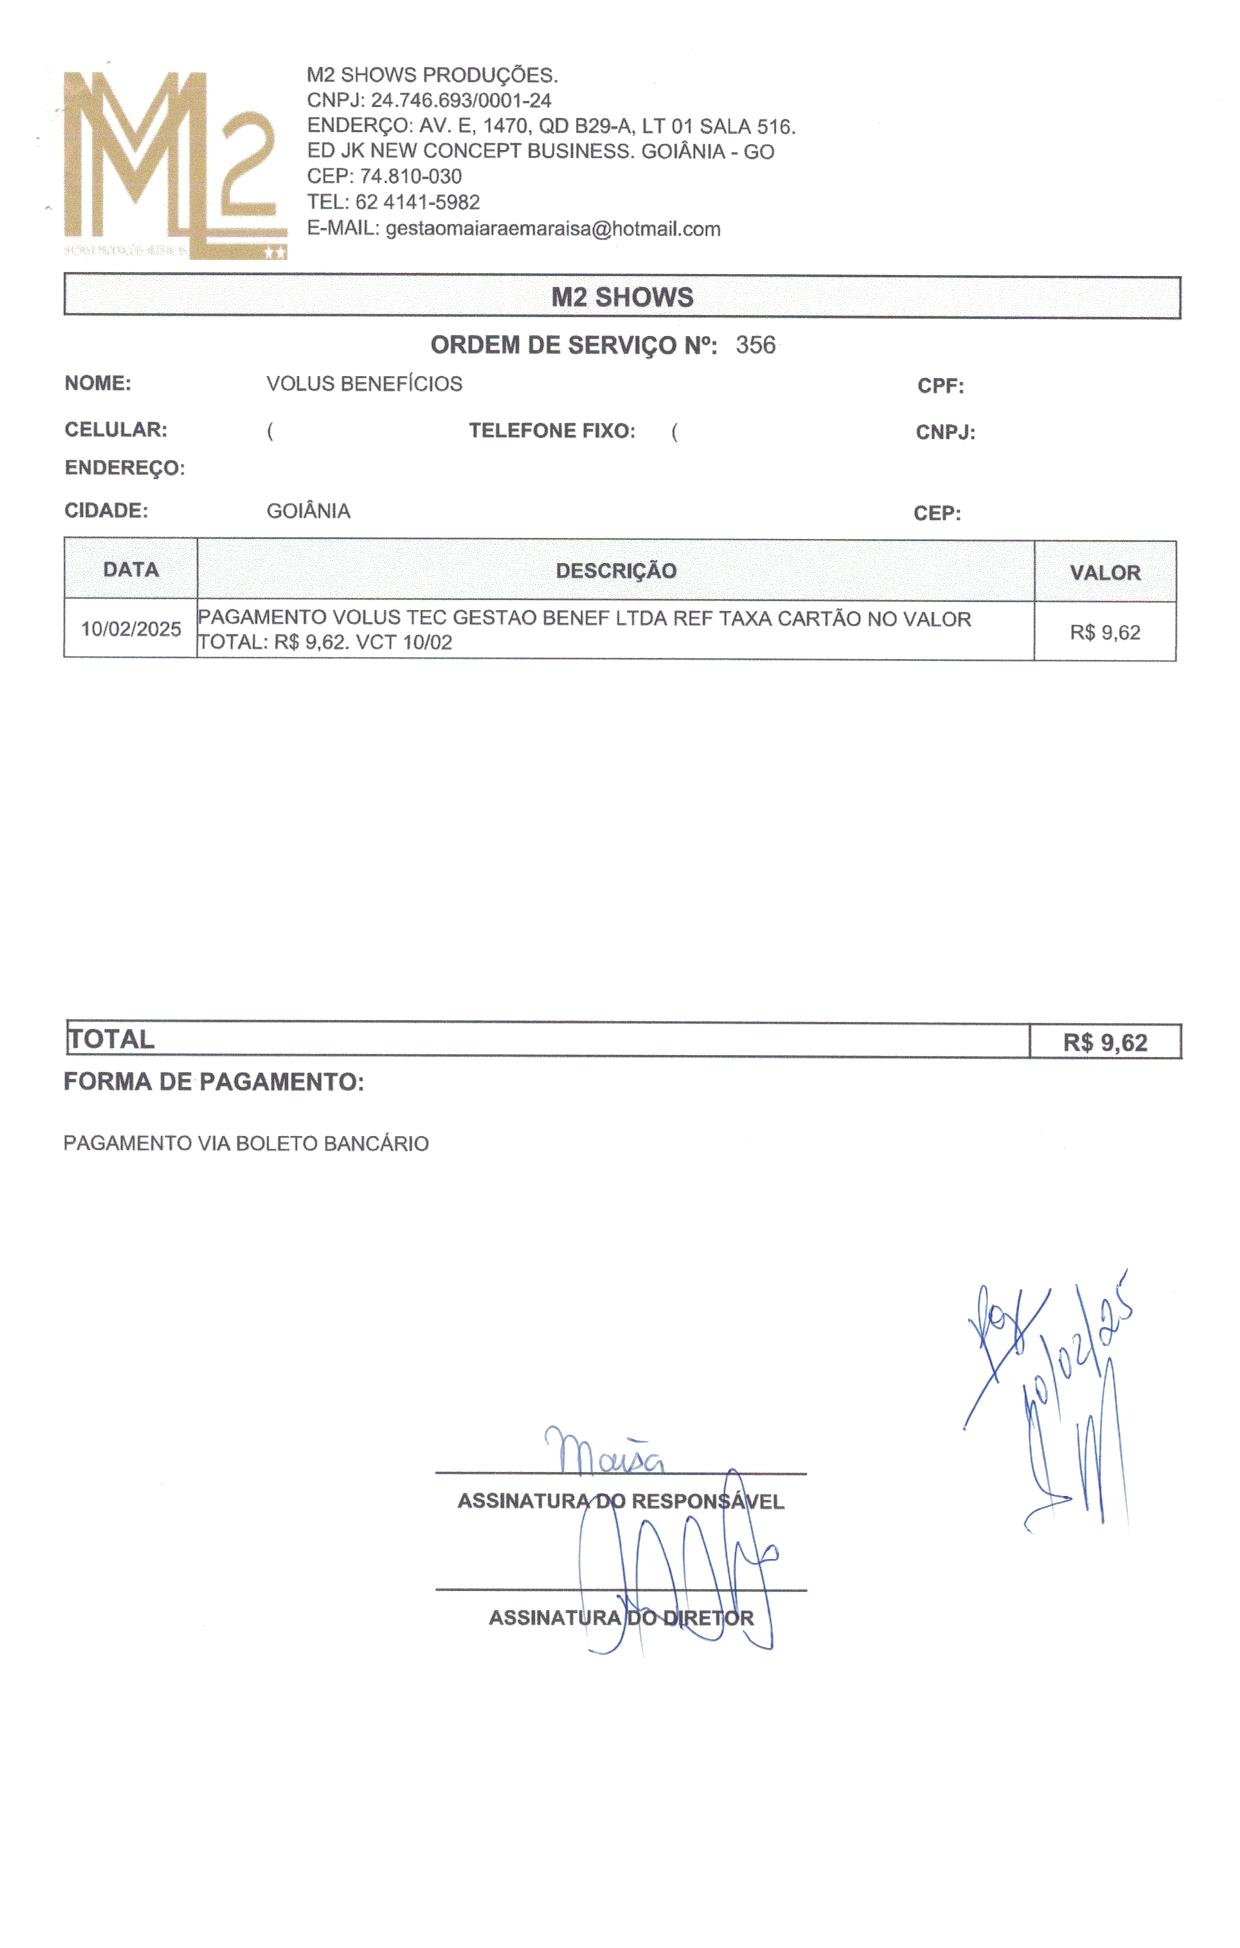 M2
M2 SHOWS PRODUÇÕES.
CNPJ: 24.746.693/0001-24
ENDERÇO: AV. E, 1470, QD B29-A, LT 01 SALA 516.
ED JK NEW CONCEPT BUSINESS. GOIÂNIA - GO
CEP: 74.810-030
TEL: 62 4141-5982
E-MAIL: gestaomaiaraemaraisa@hotmail.com
M2 SHOWS
ORDEM DE SERVIÇO Nº: 356
NOME: VOLUS BENEFÍCIOS CPF:
CELULAR: ( TELEFONE FIXO: ( CNPJ:
ENDEREÇO:
CIDADE: GOIÂNIA CEP:
DATA DESCRIÇÃO VALOR
10/02/2025 PAGAMENTO VOLUS TEC GESTAO BENEF LTDA REF TAXA CARTÃO NO VALOR TOTAL: R$ 9,62. VCT 10/02 R$ 9,62
TOTAL R$ 9,62
FORMA DE PAGAMENTO:
PAGAMENTO VIA BOLETO BANCÁRIO
10/02/25
ASSINATURA DO RESPONSÁVEL
ASSINATURA DO DIRETOR